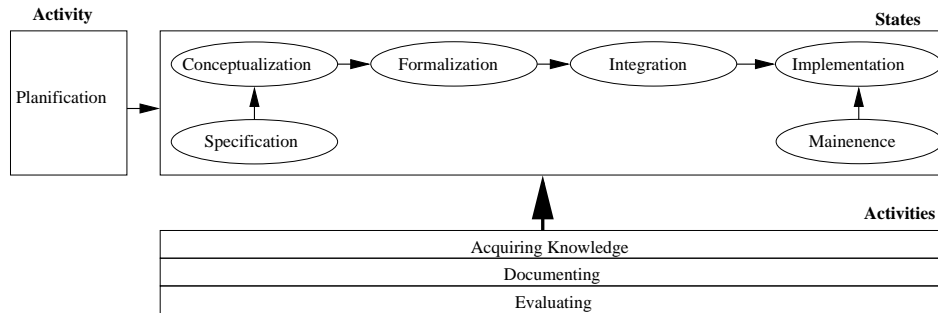 Activity
States
Planification
Conceptualization
Formalization
Integration
Implementation
Specification
Mainenence
Activities
Acquiring Knowledge
Documenting
Evaluating